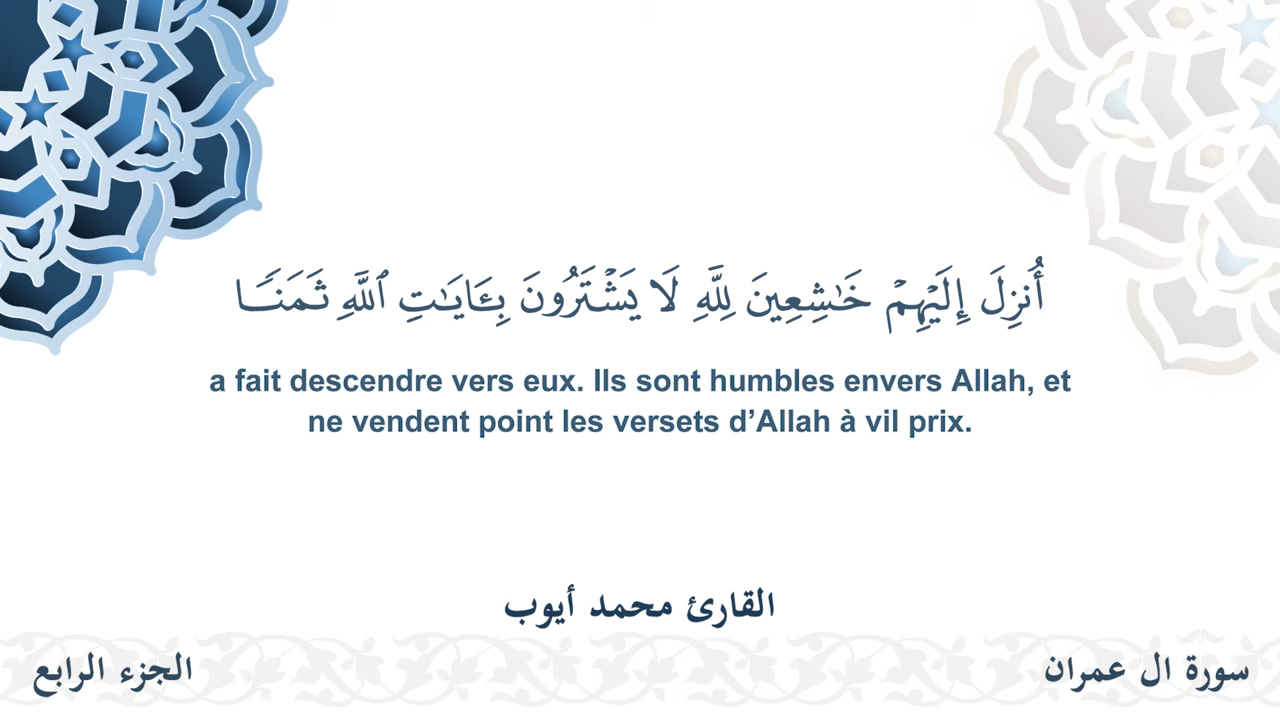 أُنزِلَ إِلَيۡهِمۡ خَٰشِعِينَ لِلَّهِ لَا يَشۡتَرُونَ بِـَٔايَٰتِ ٱللَّهِ ثَمَنٗا
a fait descendre vers eux. Ils sont humbles envers Allah, et
ne vendent point les versets d’Allah à vil prix.
القارئ محمد أيوب
سورة ال عمران
الجزء الرابع